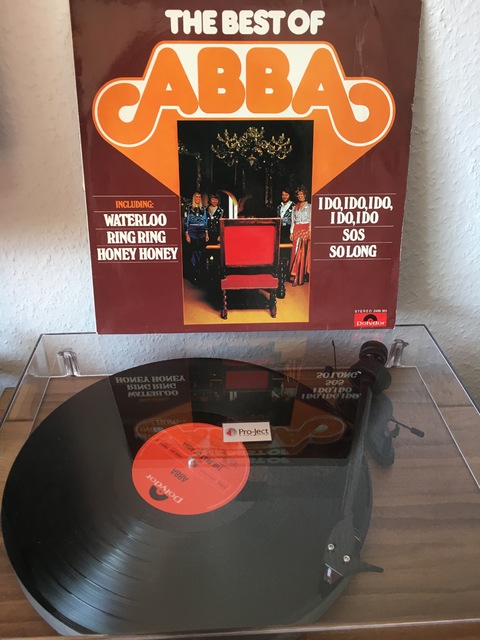 THE BEST OF
ABBA
INCLUDING:
WATERLOO
RING RING
HONEY HONEY
I DO, I DO, I DO,
I DO, I DO
SOS
SO LONG
STEREO
Polydor
Pro-Ject
ABBA
Polydor